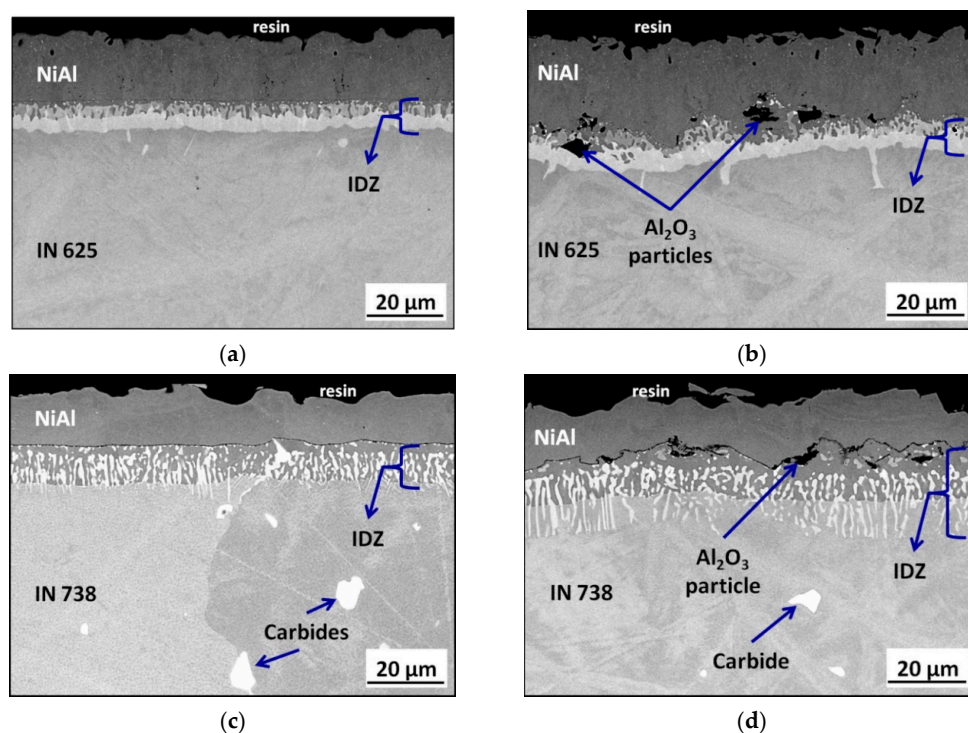 resin
NiAl
IDZ
IN 625
20 µm
(a)
resin
NiAl
IDZ
Al₂O₃
particles
IN 625
20 µm
(b)
resin
NiAl
IDZ
IN 738
Carbides
20 µm
(c)
resin
NiAl
Al₂O₃
particle
IDZ
IN 738
Carbide
20 µm
(d)